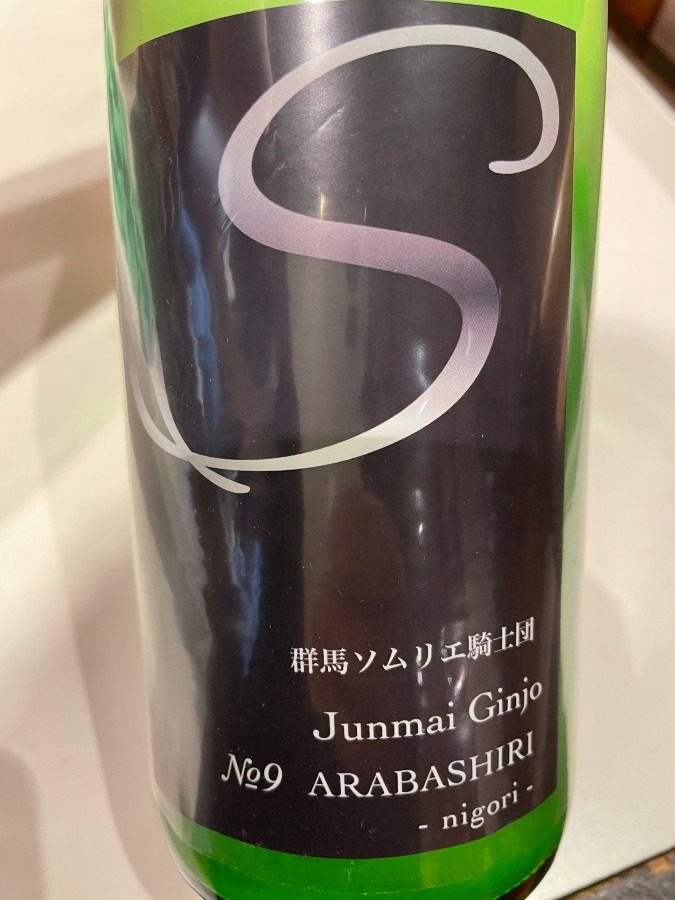 S
群馬ソムリエ騎士団
Junmai Ginjo
№9 ARABASHIRI
- nigori -